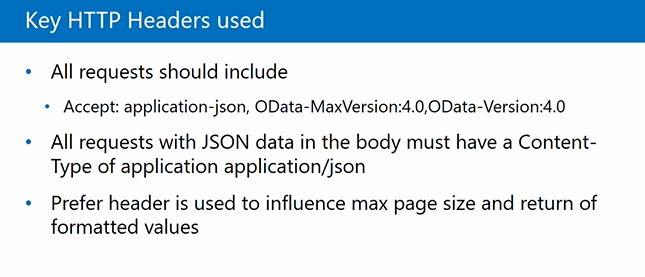 Key HTTP Headers used
• All requests should include
• Accept: application-json, OData-MaxVersion:4.0,OData-Version:4.0
• All requests with JSON data in the body must have a Content-
Type of application application/json
• Prefer header is used to influence max page size and return of
formatted values